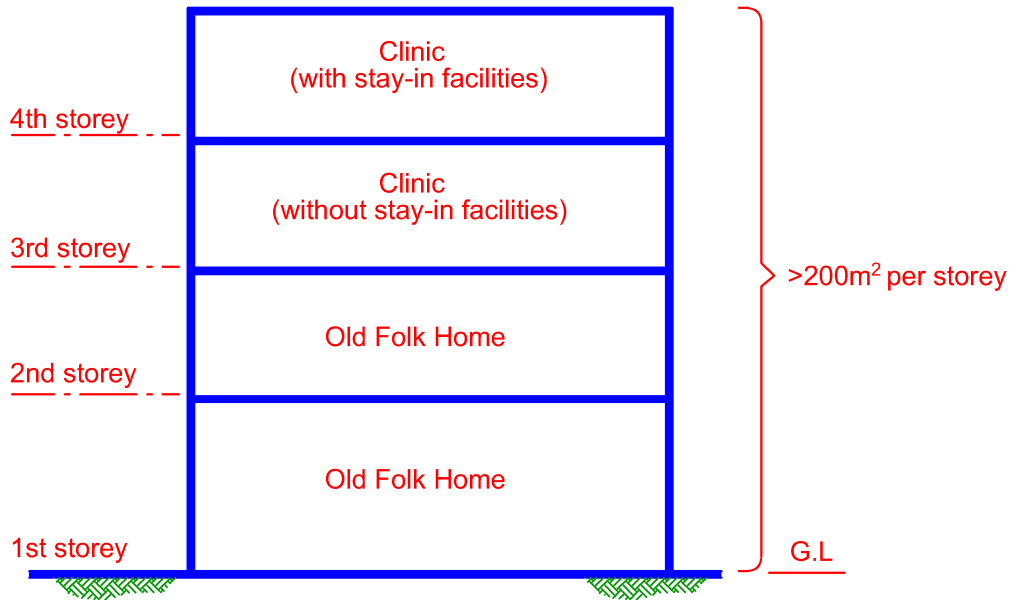 Clinic
(with stay-in facilities)
4th storey
Clinic
(without stay-in facilities)
3rd storey
>200m² per storey
Old Folk Home
2nd storey
Old Folk Home
1st storey
G.L